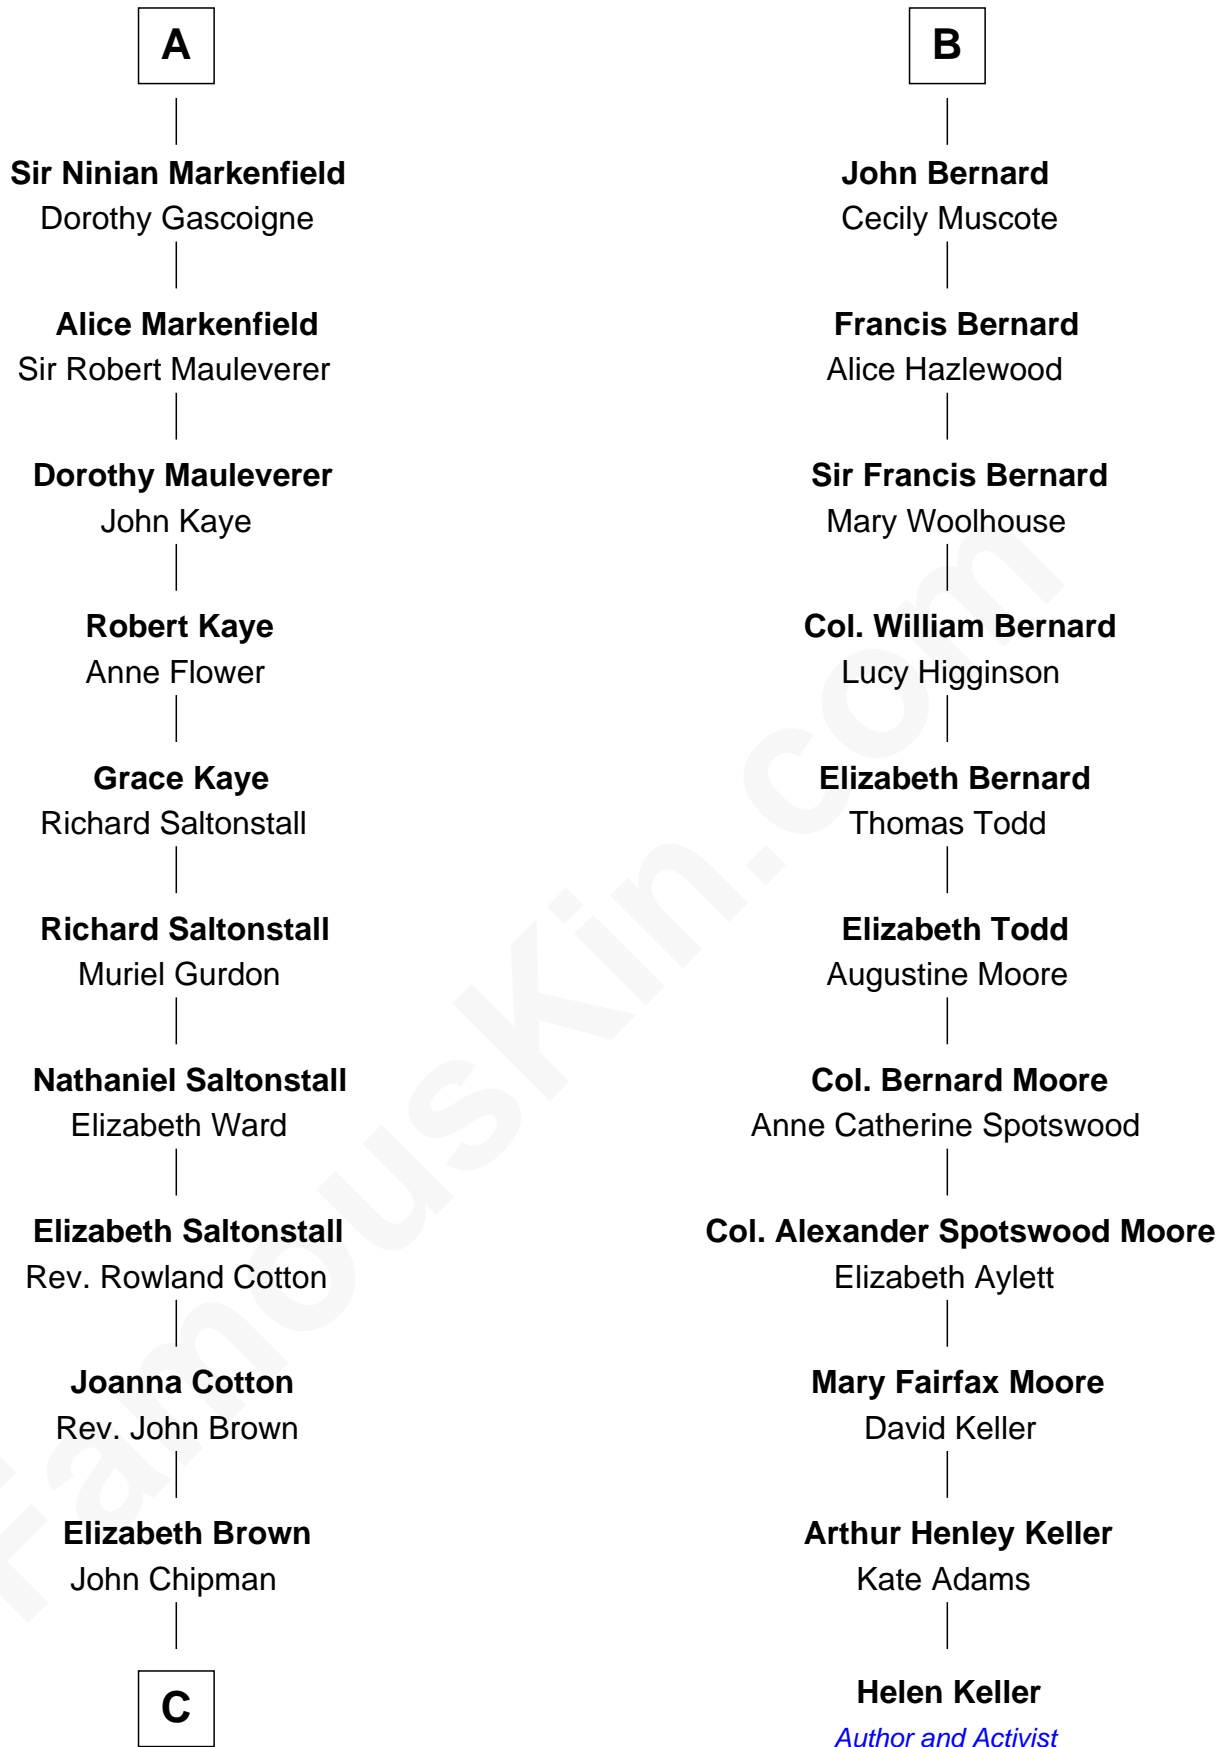 A
Sir Ninian Markenfield
Dorothy Gascoigne
Alice Markenfield
Sir Robert Mauleverer
Dorothy Mauleverer
John Kaye
Robert Kaye
Anne Flower
Grace Kaye
Richard Saltonstall
Richard Saltonstall
Muriel Gurdon
Nathaniel Saltonstall
Elizabeth Ward
Elizabeth Saltonstall
Rev. Rowland Cotton
Joanna Cotton
Rev. John Brown
Elizabeth Brown
John Chipman
C
B
John Bernard
Cecily Muscote
Francis Bernard
Alice Hazlewood
Sir Francis Bernard
Mary Woolhouse
Col. William Bernard
Lucy Higginson
Elizabeth Bernard
Thomas Todd
Elizabeth Todd
Augustine Moore
Col. Bernard Moore
Anne Catherine Spotswood
Col. Alexander Spotswood Moore
Elizabeth Aylett
Mary Fairfax Moore
David Keller
Arthur Henley Keller
Kate Adams
Helen Keller
Author and Activist
FamousKin.com